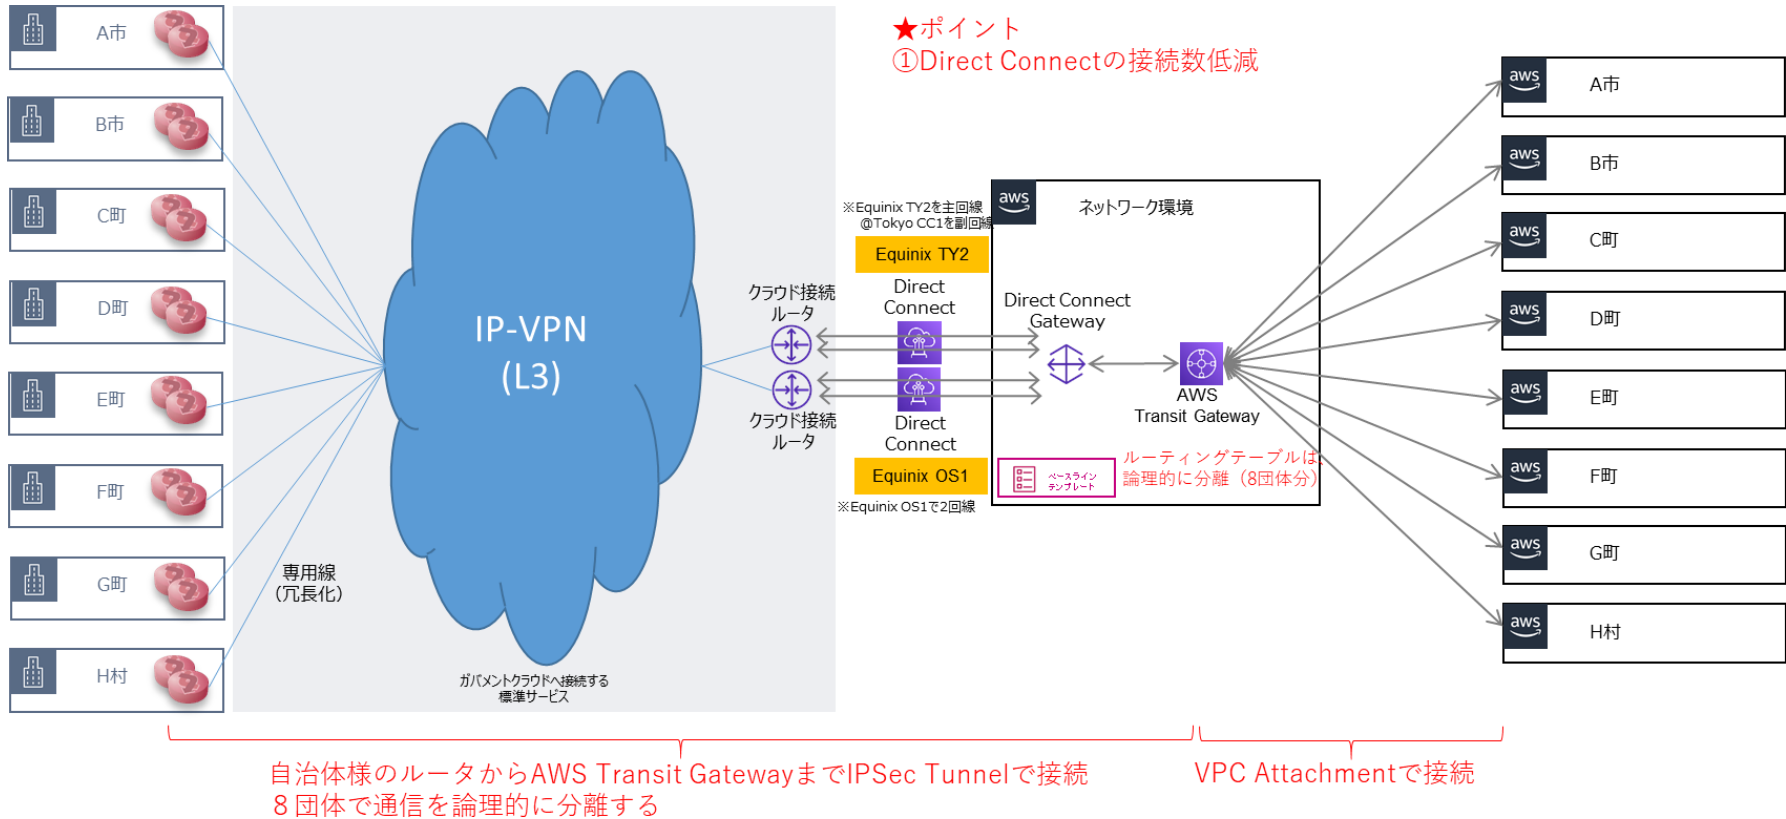 ★ポイント
①Direct Connectの接続数低減
A市
B市
C町
D町
E町
F町
G町
H村
専用線
(冗長化)
IP-VPN
(L3)
ガバメントクラウドへ接続する
標準サービス
クラウド接続
ルータ
クラウド接続
ルータ
※Equinix TY2を主回線
@Tokyo CC1を副回線
Equinix TY2
Direct
Connect
Direct
Connect
Equinix OS1
※Equinix OS1で2回線
aws
ネットワーク環境
Direct Connect
Gateway
AWS
Transit Gateway
ベースライン
テンプレート
ルーティングテーブルは、
論理的に分離（8団体分）
aws
A市
aws
B市
aws
C町
aws
D町
aws
E町
aws
F町
aws
G町
aws
H村
自治体様のルータからAWS Transit GatewayまでIPSec Tunnelで接続
８団体で通信を論理的に分離する
VPC Attachmentで接続